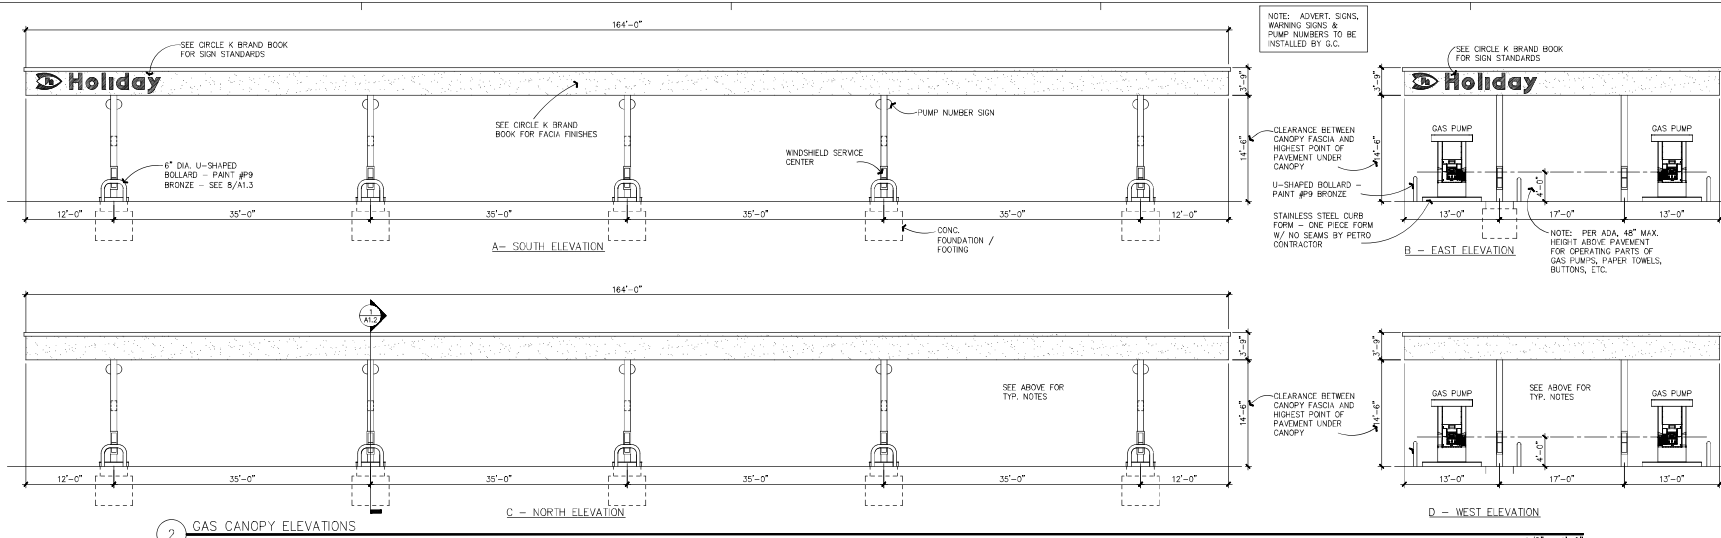 164'-0"
SEE CIRCLE K BRAND BOOK
FOR SIGN STANDARDS
Holiday
SEE CIRCLE K BRAND
BOOK FOR FACIA FINISHES
PUMP NUMBER SIGN
WINDSHIELD SERVICE
CENTER
6" DIA. U-SHAPED
BOLLARD - PAINT #P9
BRONZE - SEE 8/A1.3
3'-9"
14'-6"
12'-0"
35'-0"
35'-0"
35'-0"
35'-0"
12'-0"
CONC.
FOUNDATION /
FOOTING
A- SOUTH ELEVATION
NOTE: ADVERT. SIGNS,
WARNING SIGNS &
PUMP NUMBERS TO BE
INSTALLED BY G.C.
CLEARANCE BETWEEN
CANOPY FASCIA AND
HIGHEST POINT OF
PAVEMENT UNDER
CANOPY
U-SHAPED BOLLARD -
PAINT #P9 BRONZE
STAINLESS STEEL CURB
FORM - ONE PIECE FORM
W/ NO SEAMS BY PETRO
CONTRACTOR
SEE CIRCLE K BRAND BOOK
FOR SIGN STANDARDS
Holiday
3'-9"
14'-6"
GAS PUMP
GAS PUMP
4'-0"
13'-0"
17'-0"
13'-0"
NOTE: PER ADA, 48" MAX.
HEIGHT ABOVE PAVEMENT
FOR OPERATING PARTS OF
GAS PUMPS, PAPER TOWELS,
BUTTONS, ETC.
B - EAST ELEVATION
164'-0"
1
A1.2
3'-9"
14'-6"
SEE ABOVE FOR
TYP. NOTES
12'-0"
35'-0"
35'-0"
35'-0"
35'-0"
12'-0"
C - NORTH ELEVATION
CLEARANCE BETWEEN
CANOPY FASCIA AND
HIGHEST POINT OF
PAVEMENT UNDER
CANOPY
3'-9"
14'-6"
GAS PUMP
SEE ABOVE FOR
TYP. NOTES
GAS PUMP
4'-0"
13'-0"
17'-0"
13'-0"
D - WEST ELEVATION
2
GAS CANOPY ELEVATIONS